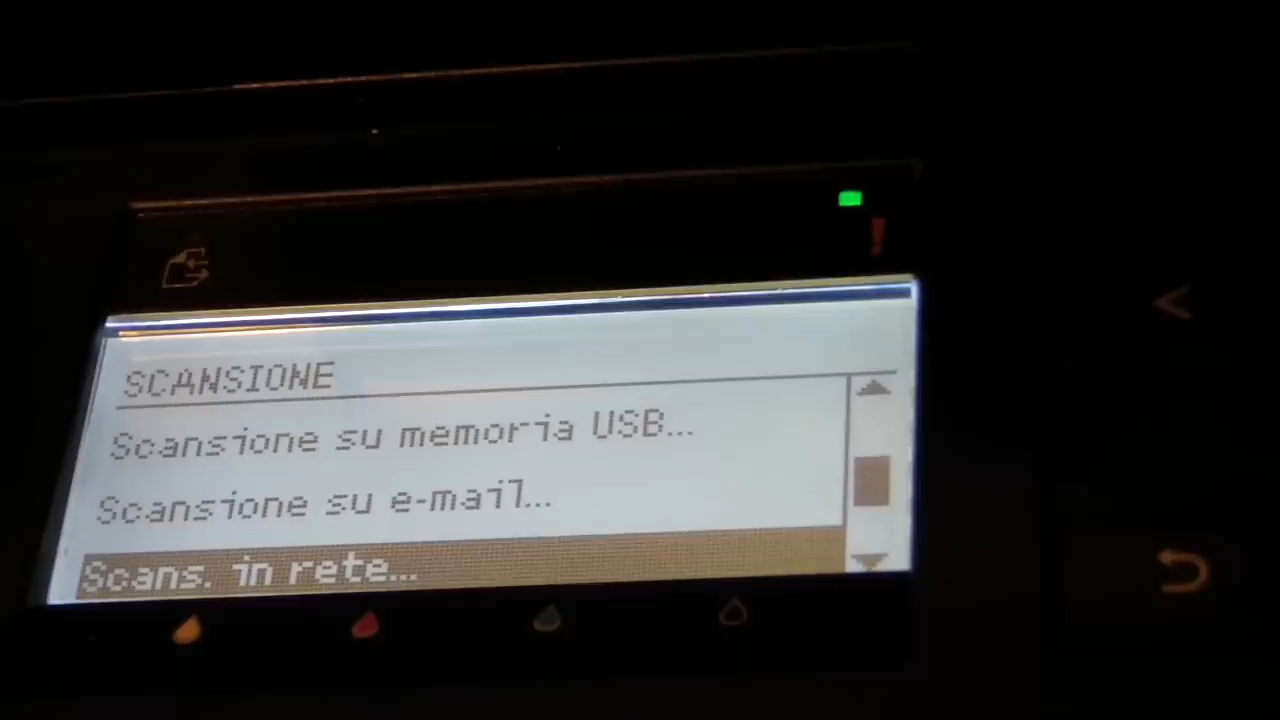 SCANSIONE
Scansione su memoria USB...
Scansione su e-mail...
Scans. in rete...